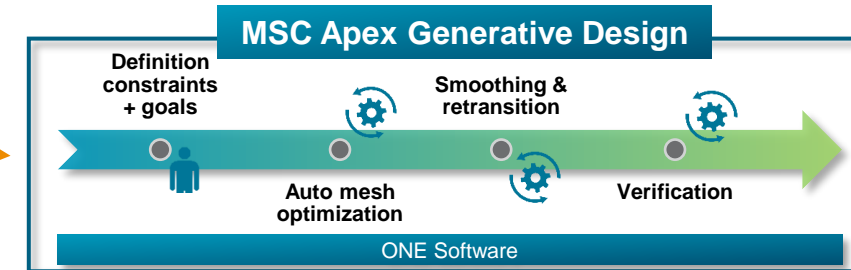 MSC Apex Generative Design
Definition
constraints
+ goals
Smoothing &
retransition
Auto mesh
optimization
Verification
ONE Software